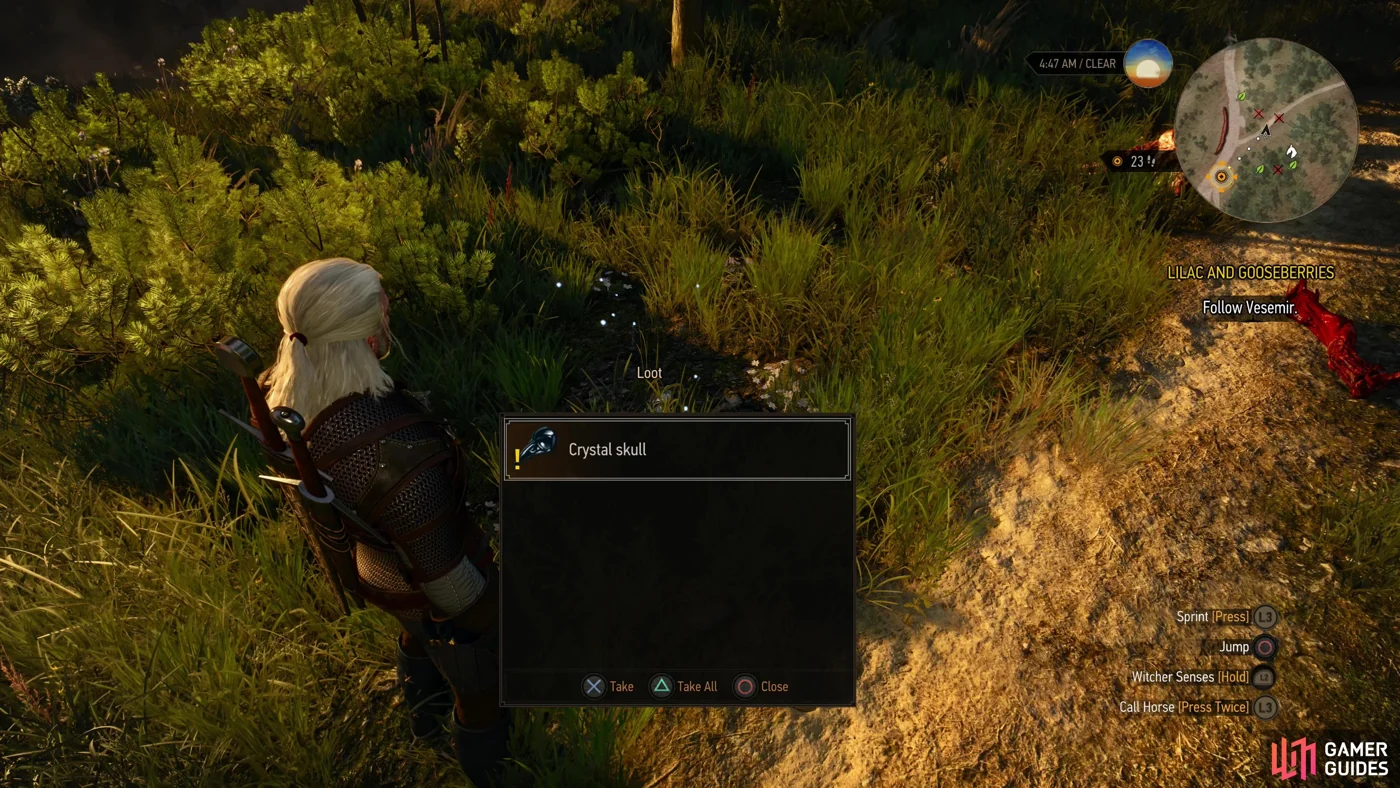 4:47 AM / CLEAR
23
LILAC AND GOOSEBERRIES
Follow Vesemir.
Loot
! Crystal skull
Take
Take All
Close
Sprint [Press] L3
Jump
Witcher Senses [Hold] L2
Call Horse [Press Twice] L3
GAMER
GUIDES